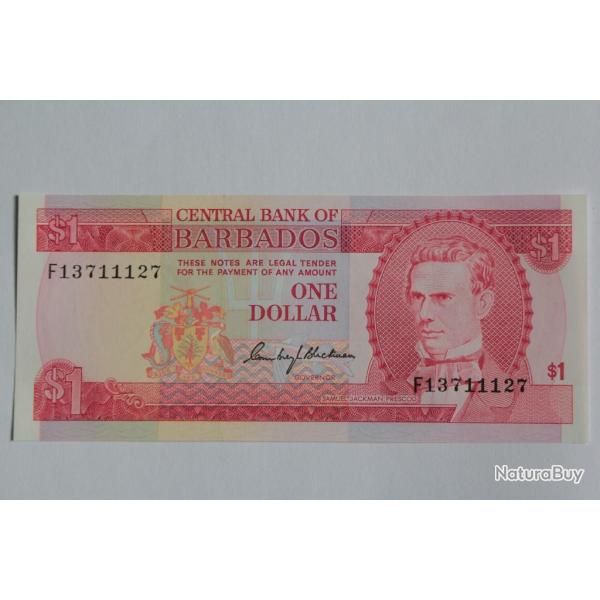 CENTRAL BANK OF
BARBADOS
$1
$1
F13711127
THESE NOTES ARE LEGAL TENDER
FOR THE PAYMENT OF ANY AMOUNT
ONE
DOLLAR
GOVERNOR
F13711127
$1
$1
SAMUEL JACKMAN PRESCOD
NaturaBuy